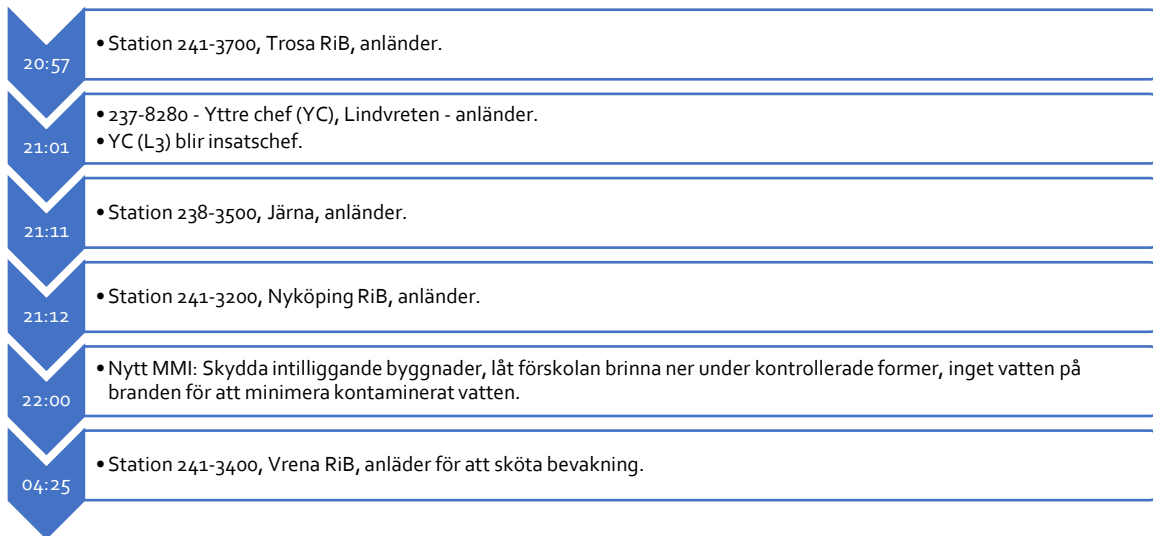 20:57
• Station 241-3700, Trosa RiB, anländer.
21:01
• 237-8280 - Yttre chef (YC), Lindvreten - anländer.
• YC (L3) blir insatschef.
21:11
• Station 238-3500, Järna, anländer.
21:12
• Station 241-3200, Nyköping RiB, anländer.
22:00
• Nytt MMI: Skydda intilliggande byggnader, låt förskolan brinna ner under kontrollerade former, inget vatten på
branden för att minimera kontaminerat vatten.
04:25
• Station 241-3400, Vrena RiB, anläder för att sköta bevakning.